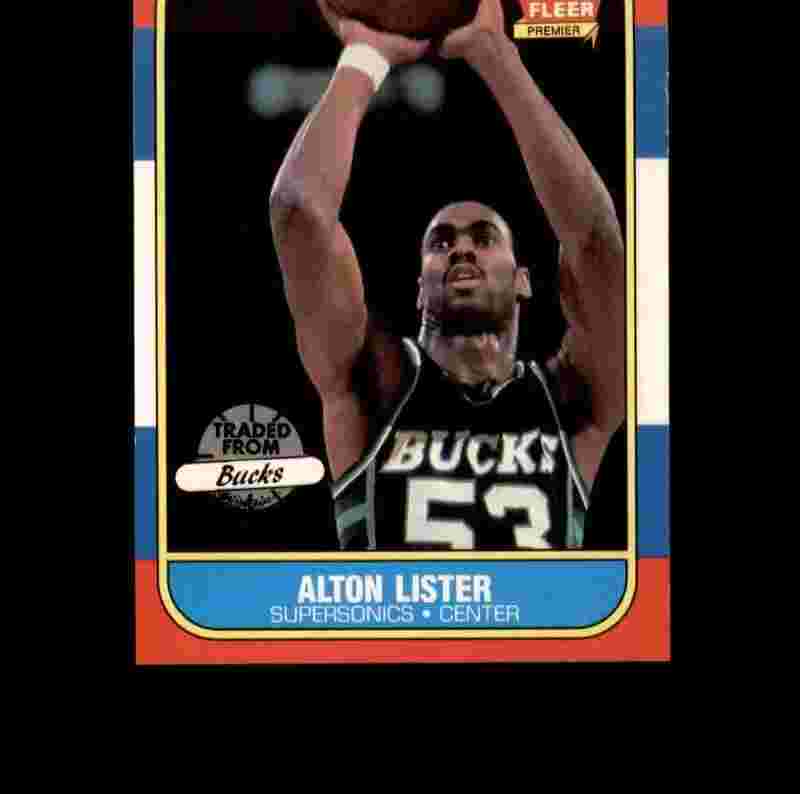 FLEER
PREMIER
TRADED
FROM
Bucks
BUCKS
53
ALTON LISTER
SUPERSONICS • CENTER